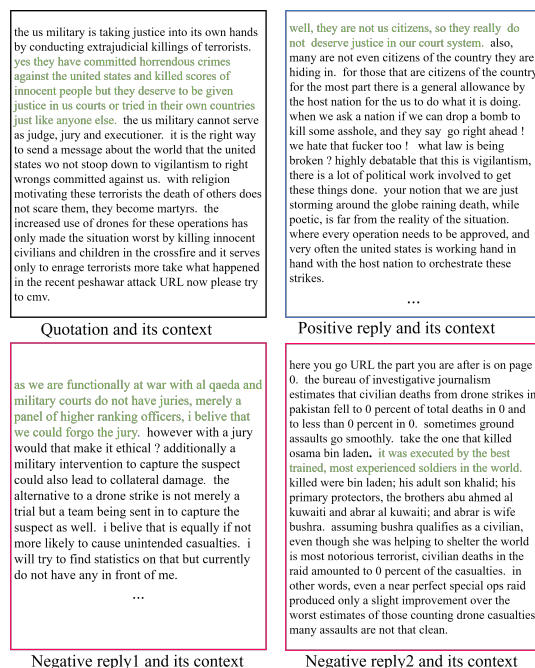 the us military is taking justice into its own hands
by conducting extrajudicial killings of terrorists.
yes they have committed horrendous crimes
against the united states and killed scores of
innocent people but they deserve to be given
justice in us courts or tried in their own countries
just like anyone else.  the us military cannot serve
as judge, jury and executioner.  it is the right way
to send a message about the world that the united
states wo not stoop down to vigilantism to right
wrongs committed against us.  with religion
motivating these terrorists the death of others does
not scare them, they become martyrs.  the
increased use of drones for these operations has
only made the situation worst by killing innocent
civilians and children in the crossfire and it serves
only to enrage terrorists more take what happened
in the recent peshawar attack URL now please try
to cmv.
Quotation and its context
well, they are not us citizens, so they really  do
not  deserve justice in our court system.  also,
many are not even citizens of the country they are
hiding in.  for those that are citizens of the country
for the most part there is a general allowance by
the host nation for the us to do what it is doing.
when we ask a nation if we can drop a bomb to
kill some asshole, and they say  go right ahead !
we hate that fucker too !   what law is being
broken ? highly debatable that this is vigilantism,
there is a lot of political work involved to get
these things done.  your notion that we are just
storming around the globe raining death, while
poetic, is far from the reality of the situation.
where every operation needs to be approved, and
very often the united states is working hand in
hand with the host nation to orchestrate these
strikes.
...
Positive reply and its context
as we are functionally at war with al qaeda and
military courts do not have juries, merely a
panel of higher ranking officers, i belive that
we could forgo the jury.  however with a jury
would that make it ethical ? additionally a
military intervention to capture the suspect
could also lead to collateral damage.  the
alternative to a drone strike is not merely a
trial but a team being sent in to capture the
suspect as well.  i belive that is equally if not
more likely to cause unintended casualties.  i
will try to find statistics on that but currently
do not have any in front of me.
...
Negative reply1 and its context
here you go URL the part you are after is on page
0.  the bureau of investigative journalism
estimates that civilian deaths from drone strikes in
pakistan fell to 0 percent of total deaths in 0 and
to less than 0 percent in 0.  sometimes ground
assaults go smoothly.  take the one that killed
osama bin laden.  it was executed by the best
trained, most experienced soldiers in the world.
killed were bin laden; his adult son khalid; his
primary protectors, the brothers abu ahmed al
kuwaiti and abrar al kuwaiti; and abrar is wife
bushra.  assuming bushra qualifies as a civilian,
even though she was helping to shelter the world
is most notorious terrorist, civilian deaths in the
raid amounted to 0 percent of the casualties.  in
other words, even a near perfect special ops raid
produced only a slight improvement over the
worst estimates of those counting drone casualties
many assaults are not that clean.
Negative reply2 and its context